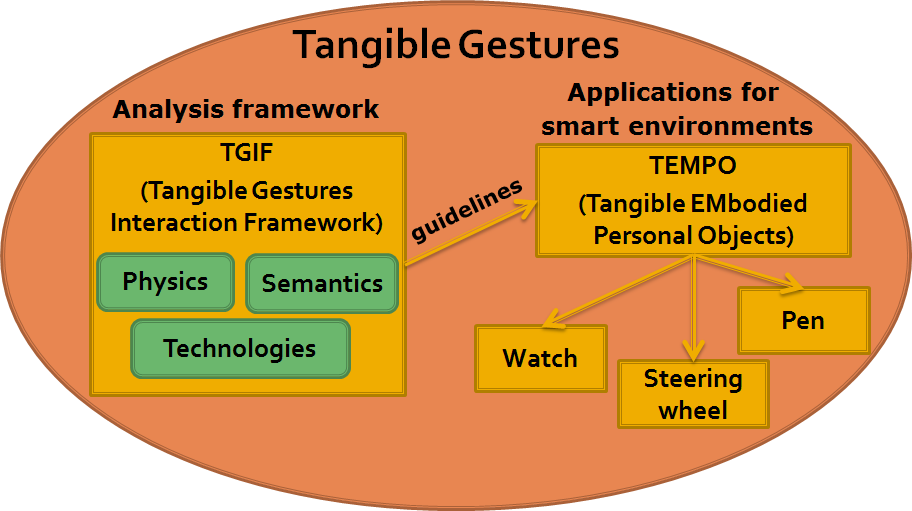 Tangible Gestures
Analysis framework
TGIF
(Tangible Gestures
Interaction Framework)
Physics
Semantics
Technologies
guidelines
Applications for
smart environments
TEMPO
(Tangible EMbodied
Personal Objects)
Watch
Steering
wheel
Pen